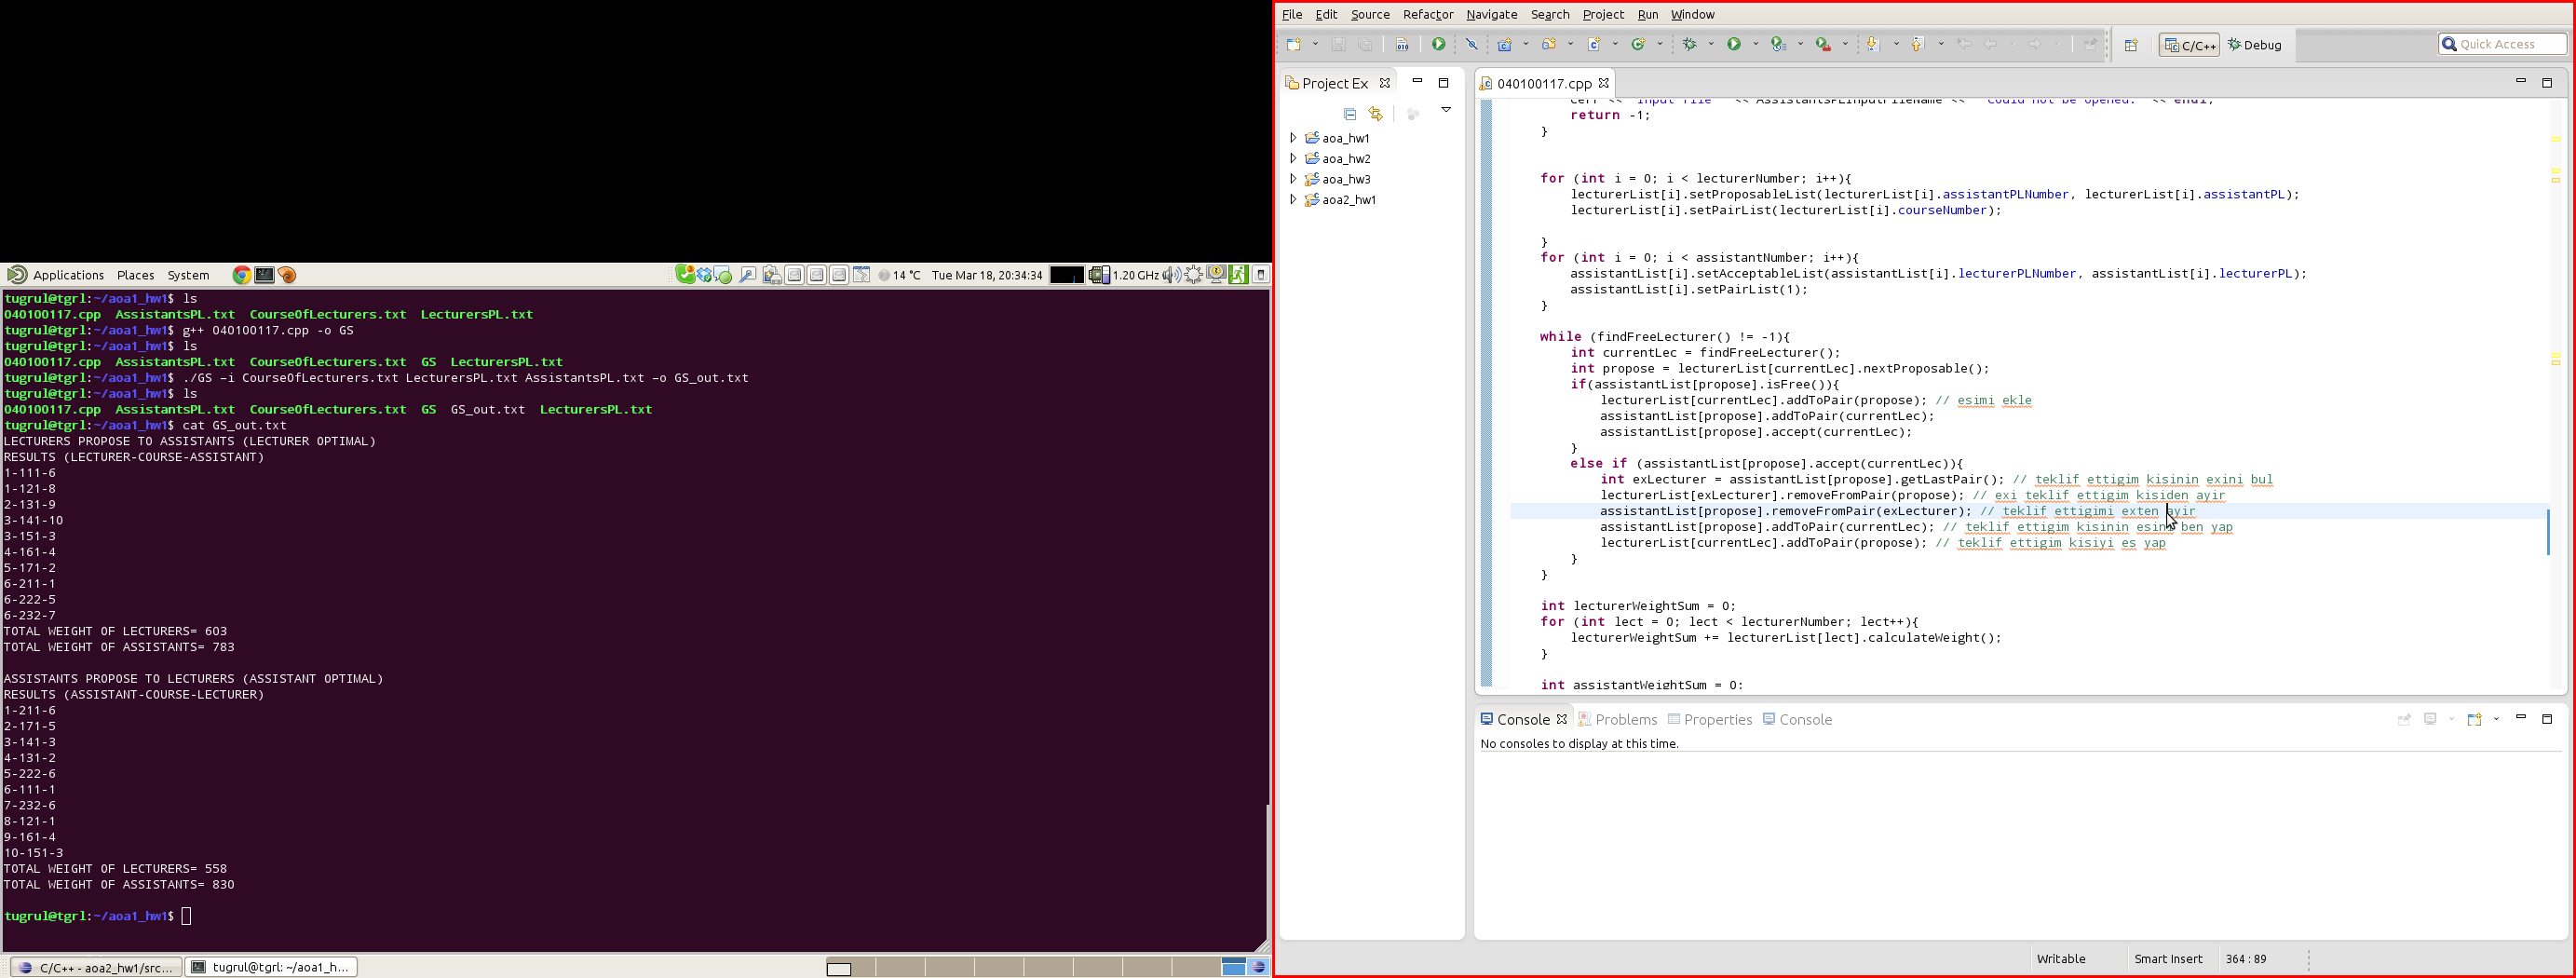 Applications Places System 14 °C Tue Mar 18, 20:34:34 1.20 GHz
tugrul@tgrl:~/aoa1_hw1$ ls
040100117.cpp AssistantsPL.txt CourseOfLecturers.txt LecturersPL.txt
tugrul@tgrl:~/aoa1_hw1$ g++ 040100117.cpp -o GS
tugrul@tgrl:~/aoa1_hw1$ ls
040100117.cpp AssistantsPL.txt CourseOfLecturers.txt GS LecturersPL.txt
tugrul@tgrl:~/aoa1_hw1$ ./GS –i CourseOfLecturers.txt LecturersPL.txt AssistantsPL.txt –o GS_out.txt
tugrul@tgrl:~/aoa1_hw1$ ls
040100117.cpp AssistantsPL.txt CourseOfLecturers.txt GS GS_out.txt LecturersPL.txt
tugrul@tgrl:~/aoa1_hw1$ cat GS_out.txt
LECTURERS PROPOSE TO ASSISTANTS (LECTURER OPTIMAL)
RESULTS (LECTURER-COURSE-ASSISTANT)
1-111-6
1-121-8
2-131-9
3-141-10
3-151-3
4-161-4
5-171-2
6-211-1
6-222-5
6-232-7
TOTAL WEIGHT OF LECTURERS= 603
TOTAL WEIGHT OF ASSISTANTS= 783
ASSISTANTS PROPOSE TO LECTURERS (ASSISTANT OPTIMAL)
RESULTS (ASSISTANT-COURSE-LECTURER)
1-211-6
2-171-5
3-141-3
4-131-2
5-222-6
6-111-1
7-232-6
8-121-1
9-161-4
10-151-3
TOTAL WEIGHT OF LECTURERS= 558
TOTAL WEIGHT OF ASSISTANTS= 830
tugrul@tgrl:~/aoa1_hw1$
C/C++ - aoa2_hw1/src... tugrul@tgrl: ~/aoa1_h...
File Edit Source Refactor Navigate Search Project Run Window
C/C++ Debug Quick Access
Project Ex
aoa_hw1
aoa_hw2
aoa_hw3
aoa2_hw1
040100117.cpp
cerr << "Input file " << AssistantsPLInputFileName << " Could not be opened." << endl;
return -1;
}
for (int i = 0; i < lecturerNumber; i++){
lecturerList[i].setProposableList(lecturerList[i].assistantPLNumber, lecturerList[i].assistantPL);
lecturerList[i].setPairList(lecturerList[i].courseNumber);
}
for (int i = 0; i < assistantNumber; i++){
assistantList[i].setAcceptableList(assistantList[i].lecturerPLNumber, assistantList[i].lecturerPL);
assistantList[i].setPairList(1);
}
while (findFreeLecturer() != -1){
int currentLec = findFreeLecturer();
int propose = lecturerList[currentLec].nextProposable();
if(assistantList[propose].isFree()){
lecturerList[currentLec].addToPair(propose); // esimi ekle
assistantList[propose].addToPair(currentLec);
assistantList[propose].accept(currentLec);
}
else if (assistantList[propose].accept(currentLec)){
int exLecturer = assistantList[propose].getLastPair(); // teklif ettigim kisinin exini bul
lecturerList[exLecturer].removeFromPair(propose); // exi teklif ettigim kisiden ayir
assistantList[propose].removeFromPair(exLecturer); // teklif ettigimi exten ayir
assistantList[propose].addToPair(currentLec); // teklif ettigim kisinin esini ben yap
lecturerList[currentLec].addToPair(propose); // teklif ettigim kisiyi es yap
}
}
int lecturerWeightSum = 0;
for (int lect = 0; lect < lecturerNumber; lect++){
lecturerWeightSum += lecturerList[lect].calculateWeight();
}
int assistantWeightSum = 0;
Console Problems Properties Console
No consoles to display at this time.
Writable Smart Insert 364 : 89